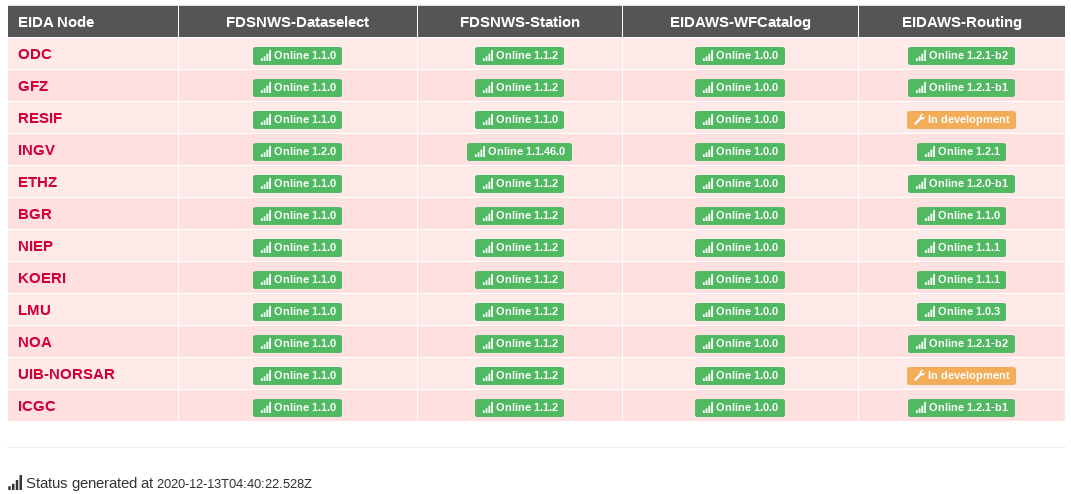 EIDA Node FDSNWS-Dataselect FDSNWS-Station EIDAWS-WFCatalog EIDAWS-Routing
ODC Online 1.1.0 Online 1.1.2 Online 1.0.0 Online 1.2.1-b2
GFZ Online 1.1.0 Online 1.1.2 Online 1.0.0 Online 1.2.1-b1
RESIF Online 1.1.0 Online 1.1.0 Online 1.0.0 In development
INGV Online 1.2.0 Online 1.1.46.0 Online 1.0.0 Online 1.2.1
ETHZ Online 1.1.0 Online 1.1.2 Online 1.0.0 Online 1.2.0-b1
BGR Online 1.1.0 Online 1.1.2 Online 1.0.0 Online 1.1.0
NIEP Online 1.1.0 Online 1.1.2 Online 1.0.0 Online 1.1.1
KOERI Online 1.1.0 Online 1.1.2 Online 1.0.0 Online 1.1.1
LMU Online 1.1.0 Online 1.1.2 Online 1.0.0 Online 1.0.3
NOA Online 1.1.0 Online 1.1.2 Online 1.0.0 Online 1.2.1-b2
UIB-NORSAR Online 1.1.0 Online 1.1.2 Online 1.0.0 In development
ICGC Online 1.1.0 Online 1.1.2 Online 1.0.0 Online 1.2.1-b1
Status generated at 2020-12-13T04:40:22.528Z